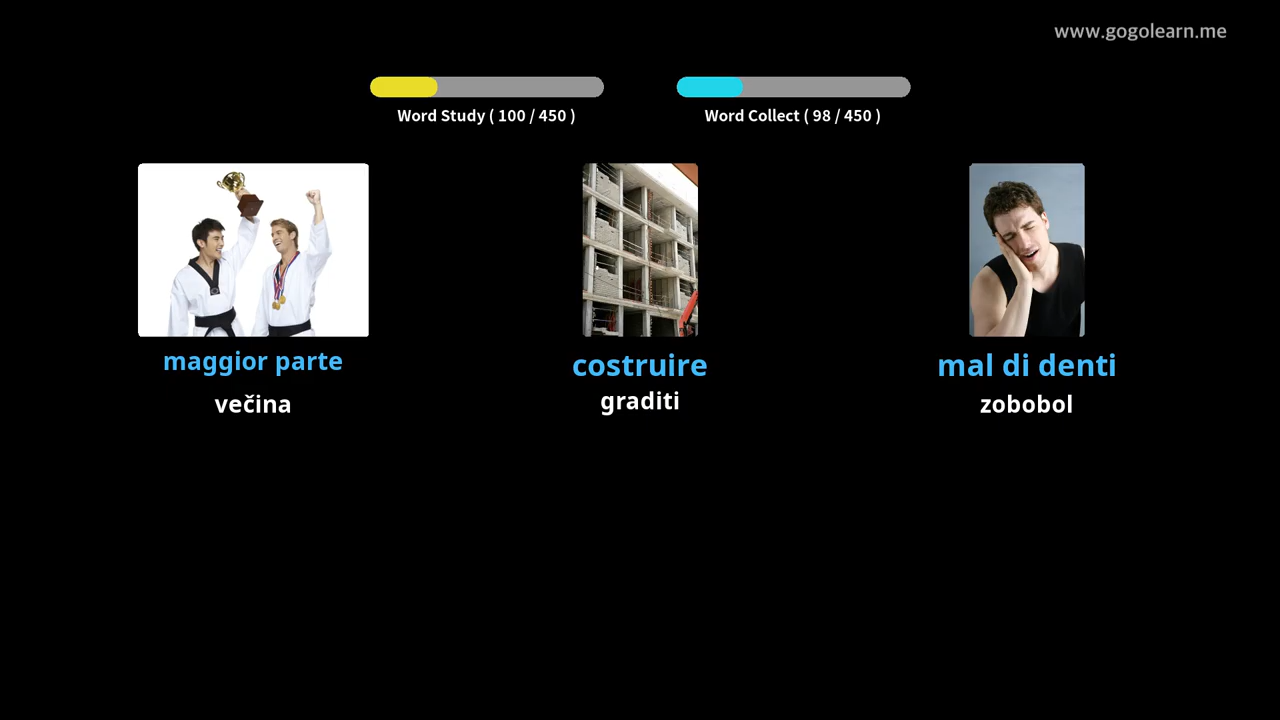 www.gogolearn.me
Word Study ( 100 / 450 )
Word Collect ( 98 / 450 )
maggior parte
costruire
mal di denti
večina
graditi
zobobol